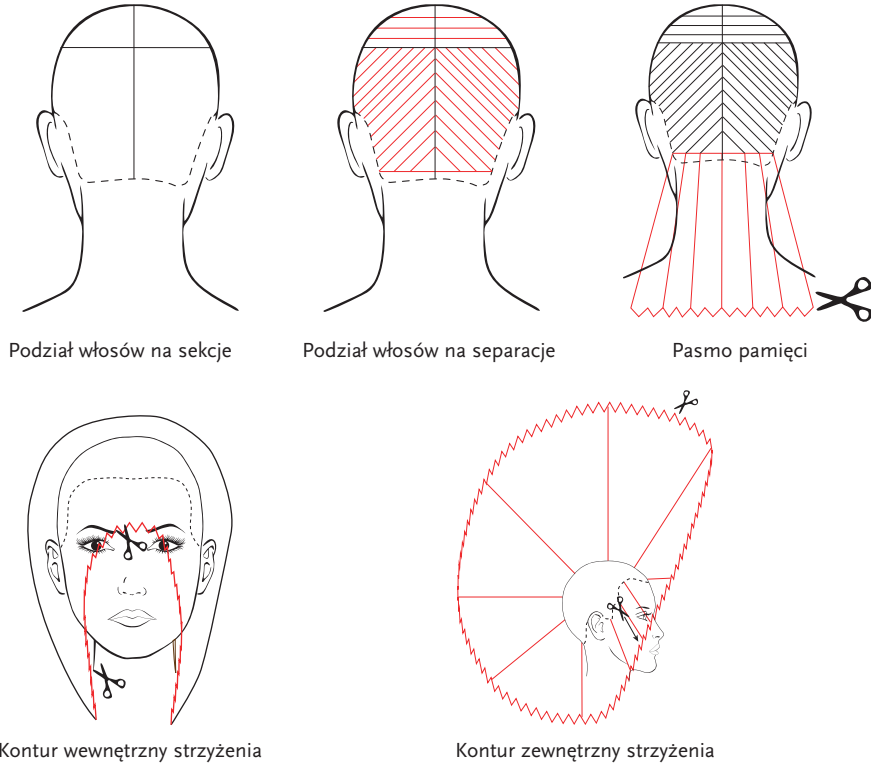 Podział włosów na sekcje
Podział włosów na separacje
Pasmo pamięci
Kontur wewnętrzny strzyżenia
Kontur zewnętrzny strzyżenia